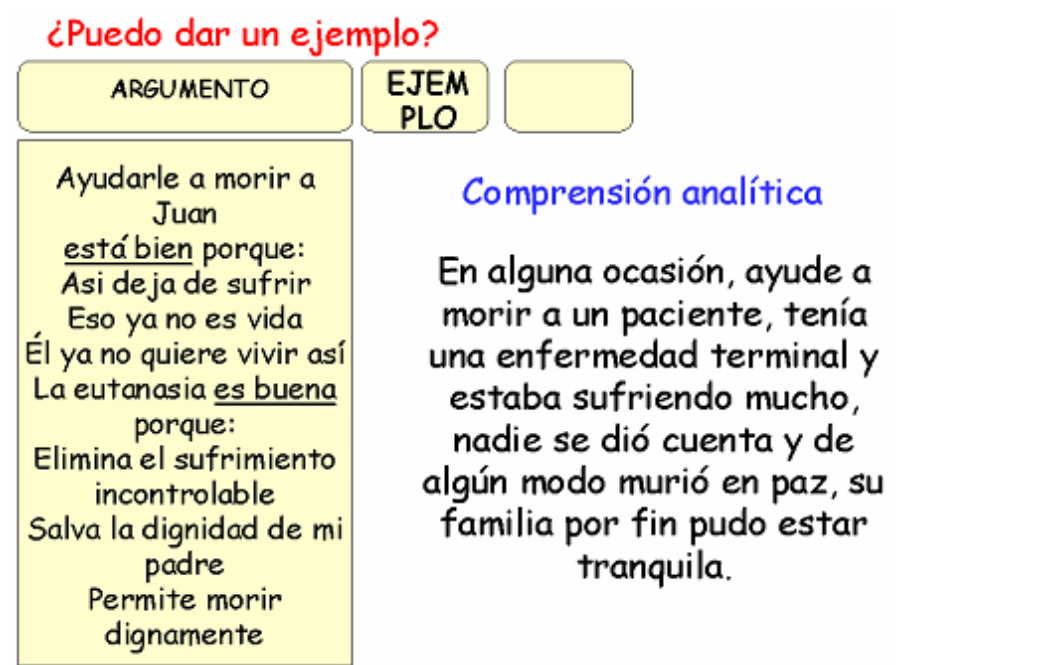 ¿Puedo dar un ejemplo?
ARGUMENTO
EJEM
PLO
Ayudarle a morir a
Juan
está bien porque:
Asi deja de sufrir
Eso ya no es vida
Él ya no quiere vivir así
La eutanasia es buena
porque:
Elimina el sufrimiento
incontrolable
Salva la dignidad de mi
padre
Permite morir
dignamente
Comprensión analítica
En alguna ocasión, ayude a
morir a un paciente, tenía
una enfermedad terminal y
estaba sufriendo mucho,
nadie se dió cuenta y de
algún modo murió en paz, su
familia por fin pudo estar
tranquila.